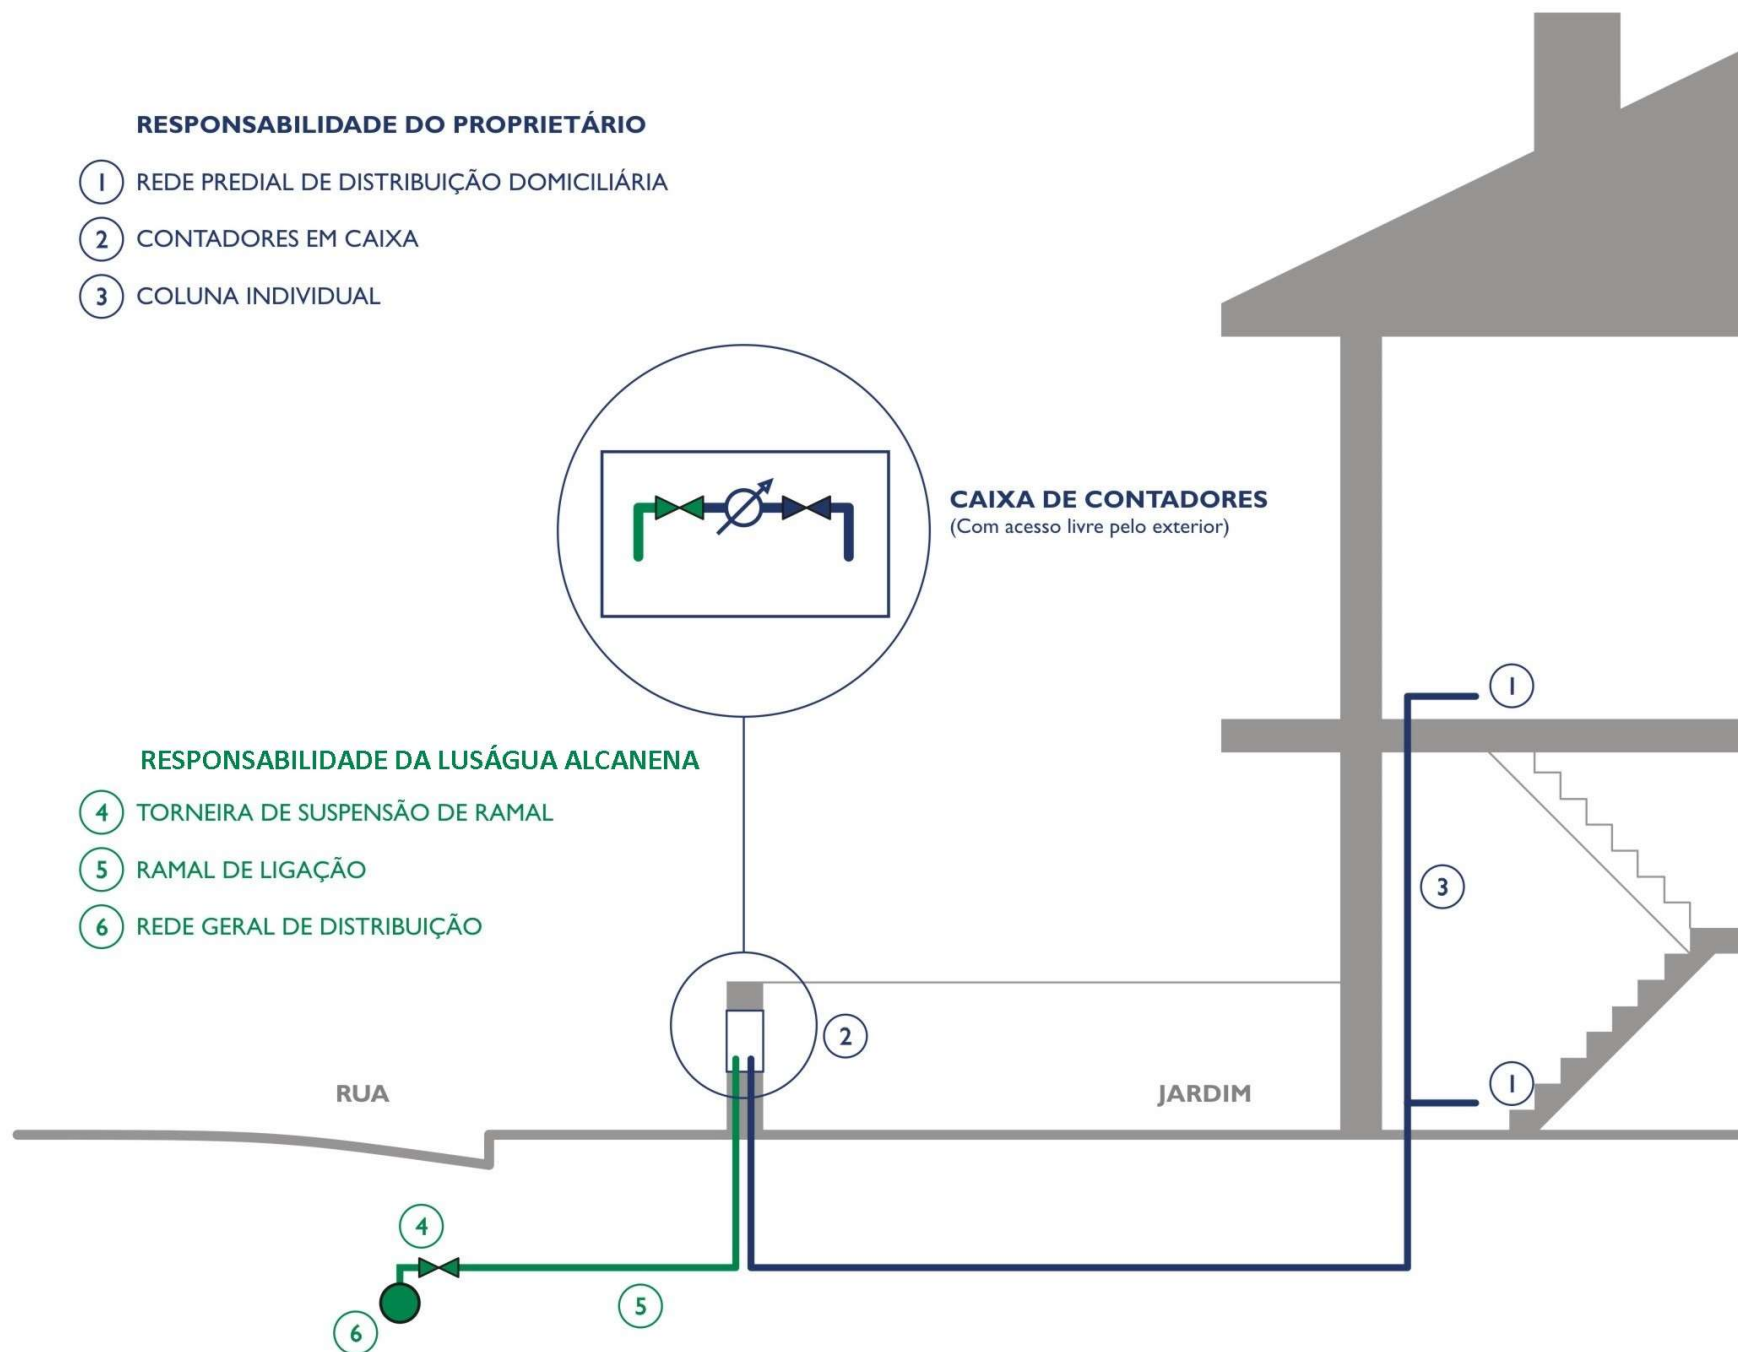 RESPONSABILIDADE DO PROPRIETÁRIO
1 REDE PREDIAL DE DISTRIBUIÇÃO DOMICILIÁRIA
2 CONTADORES EM CAIXA
3 COLUNA INDIVIDUAL
CAIXA DE CONTADORES
(Com acesso livre pelo exterior)
1
RESPONSABILIDADE DA LUSÁGUA ALCANENA
4 TORNEIRA DE SUSPENSÃO DE RAMAL
5 RAMAL DE LIGAÇÃO
3
6 REDE GERAL DE DISTRIBUIÇÃO
2
RUA
JARDIM
1
4
5
6